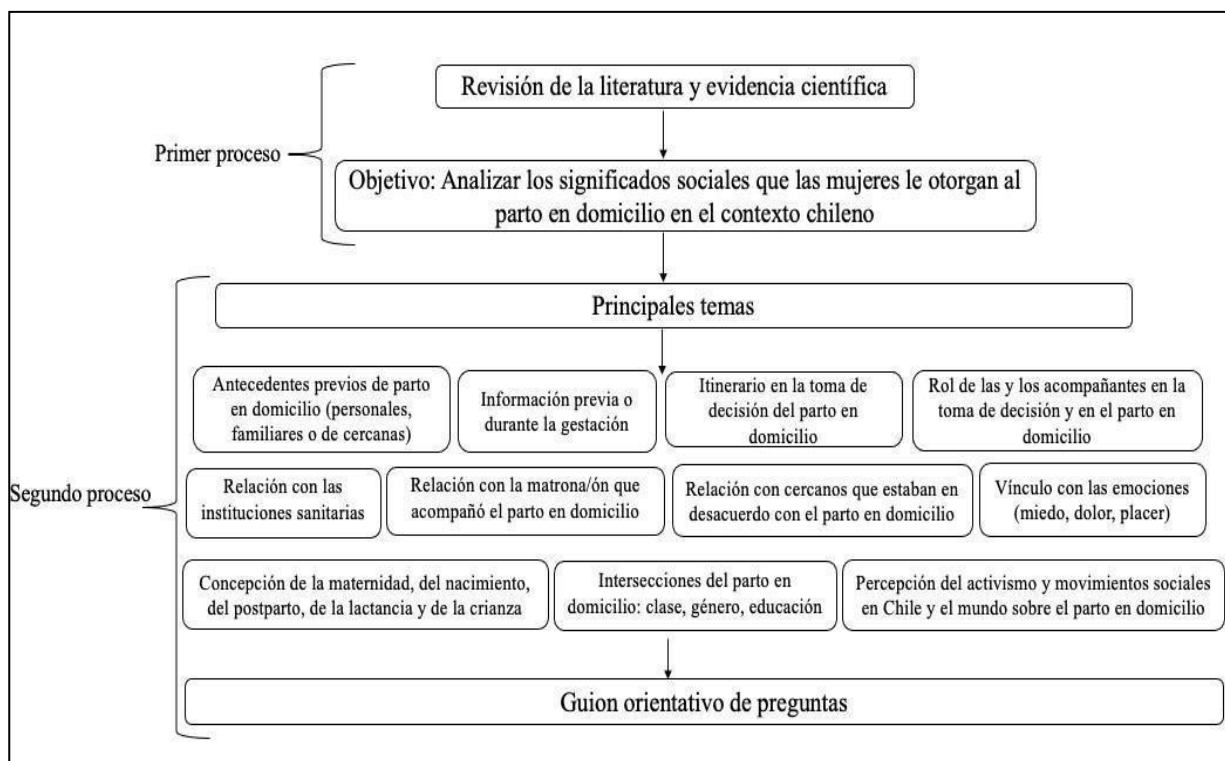 Revisión de la literatura y evidencia científica
Primer proceso
Objetivo: Analizar los significados sociales que las mujeres le otorgan al
parto en domicilio en el contexto chileno
Principales temas
Segundo proceso
Antecedentes previos de parto
en domicilio (personales,
familiares o de cercanas)
Información previa o
durante la gestación
Itinerario en la toma de
decisión del parto en
domicilio
Rol de las y los acompañantes en la
toma de decisión y en el parto en
domicilio
Relación con las
instituciones sanitarias
Relación con la matrona/ón que
acompañó el parto en domicilio
Relación con cercanos que estaban en
desacuerdo con el parto en domicilio
Vínculo con las emociones
(miedo, dolor, placer)
Concepción de la maternidad, del nacimiento,
del postparto, de la lactancia y de la crianza
Intersecciones del parto en
domicilio: clase, género, educación
Percepción del activismo y movimientos sociales
en Chile y el mundo sobre el parto en domicilio
Guion orientativo de preguntas